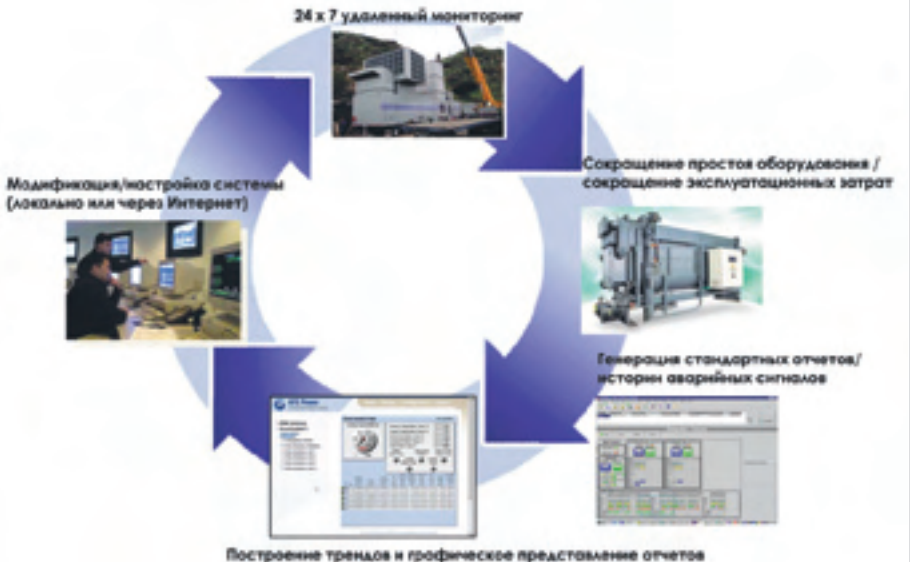 24 x 7 удаленный мониторинг
Сокращение простоя оборудования /
сокращение эксплуатационных затрат
Модификация/настройка системы
(локально или через Интернет)
Генерация стандартных отчетов/
истории аварийных сигналов
Построение трендов и графическое представление отчетов